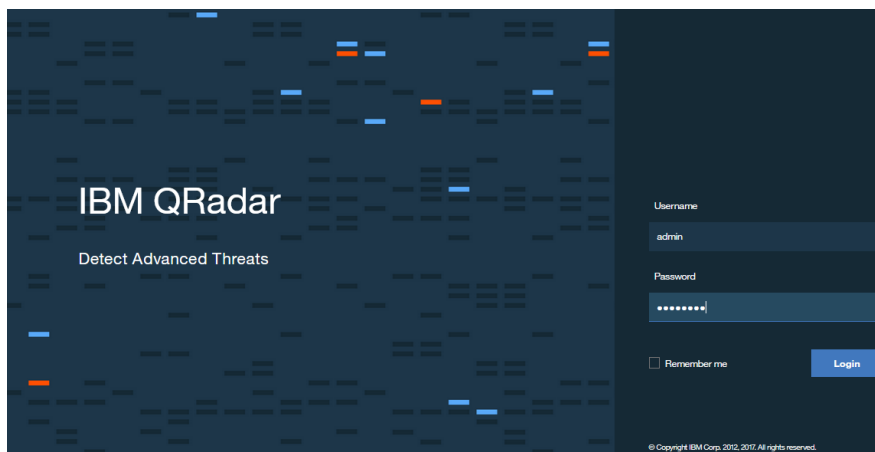 IBM QRadar
Detect Advanced Threats
Username
admin
Password
••••••••
Remember me
Login
© Copyright IBM Corp. 2012, 2017. All rights reserved.